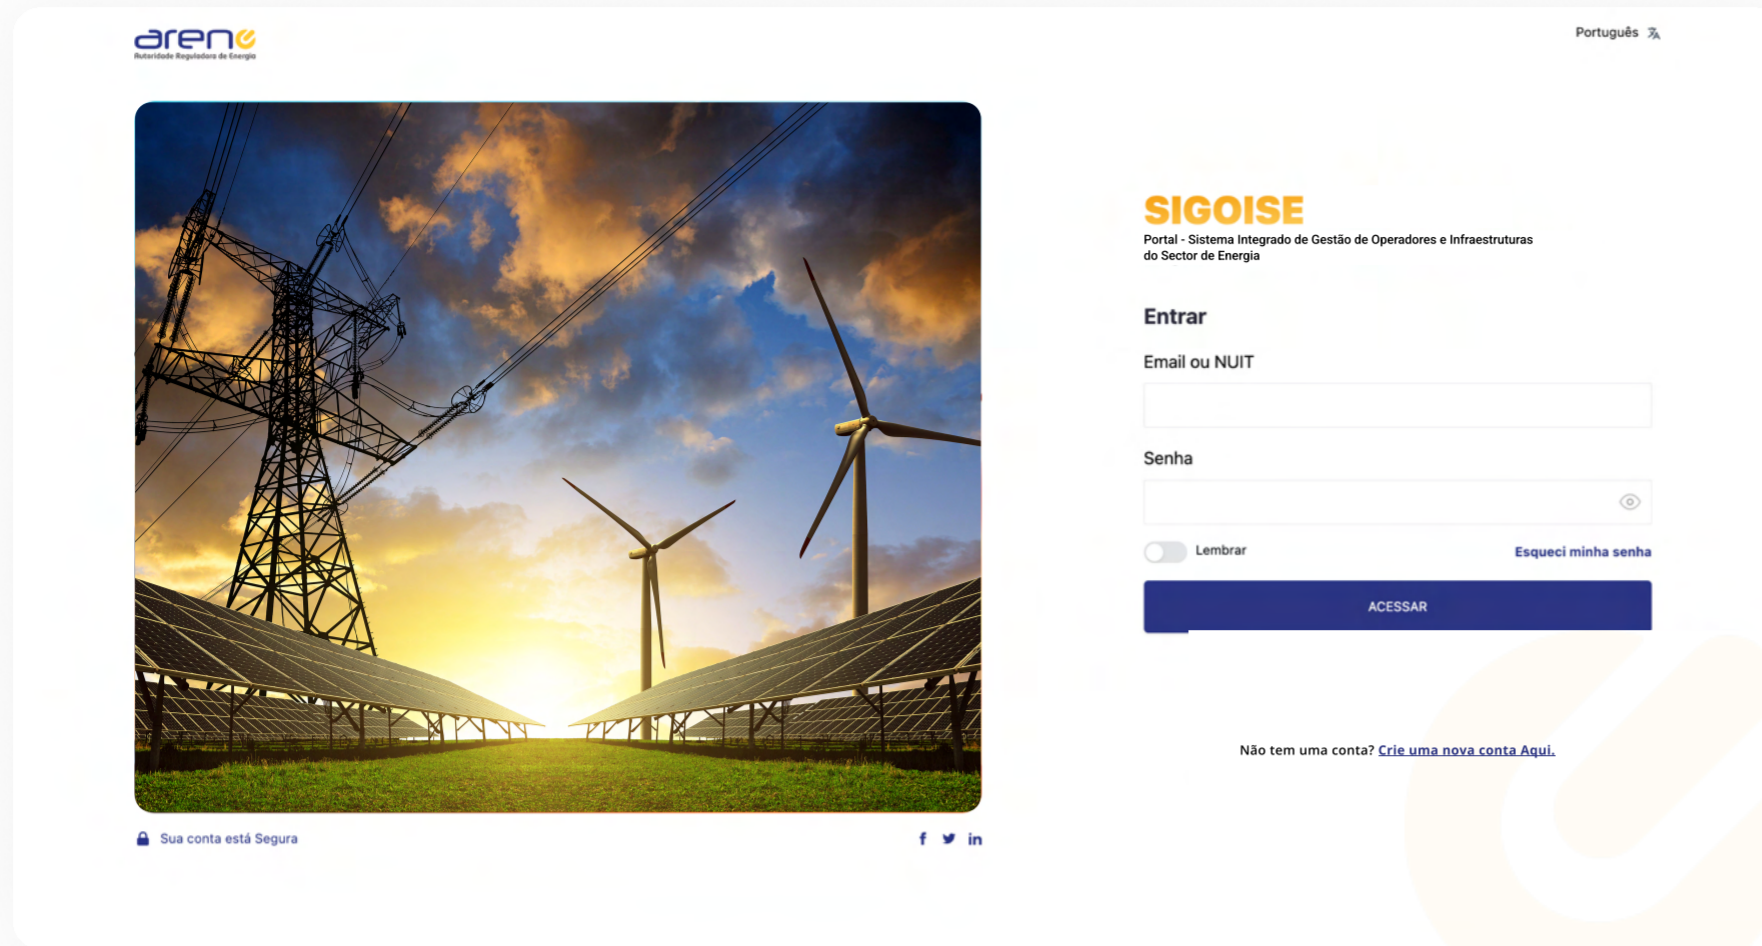 arene
Autoridade Reguladora de Energia
Português
SIGOISE
Portal - Sistema Integrado de Gestão de Operadores e Infraestruturas
do Sector de Energia
Entrar
Email ou NUIT
Senha
Lembrar
Esqueci minha senha
ACESSAR
Não tem uma conta? Crie uma nova conta Aqui.
Sua conta está Segura